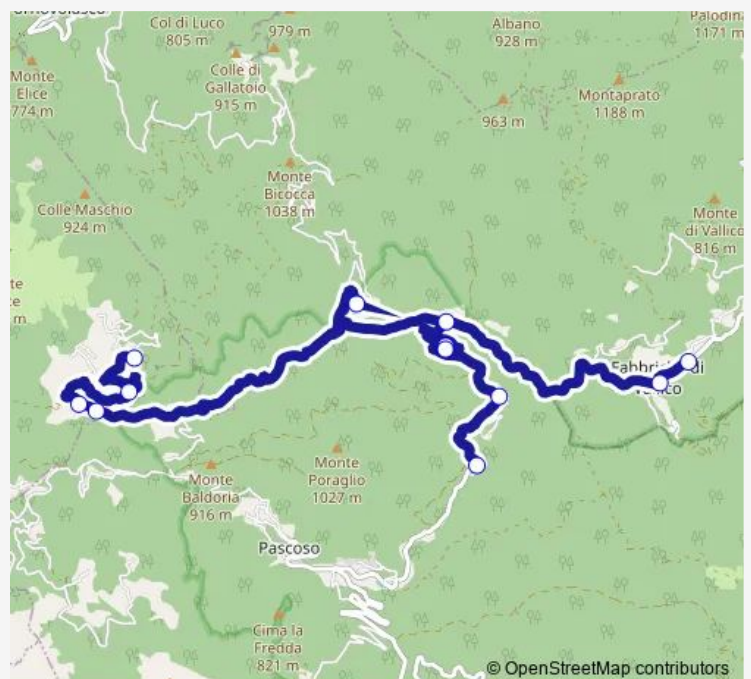 Col di Luco
805 m
979 m
Albano
928 m
1171 m
Monte
Elice
774 m
Colle di
Gallatoio
915 m
Montaprato
1188 m
963 m
Monte
Bicocca
1038 m
Colle Maschio
924 m
Monte
di Vallico
816 m
m
Monte
Poraglio
1027 m
Monte
Baldoria
916 m
Pascoso
Cima la
Fredda
821 m
© OpenStreetMap contributors